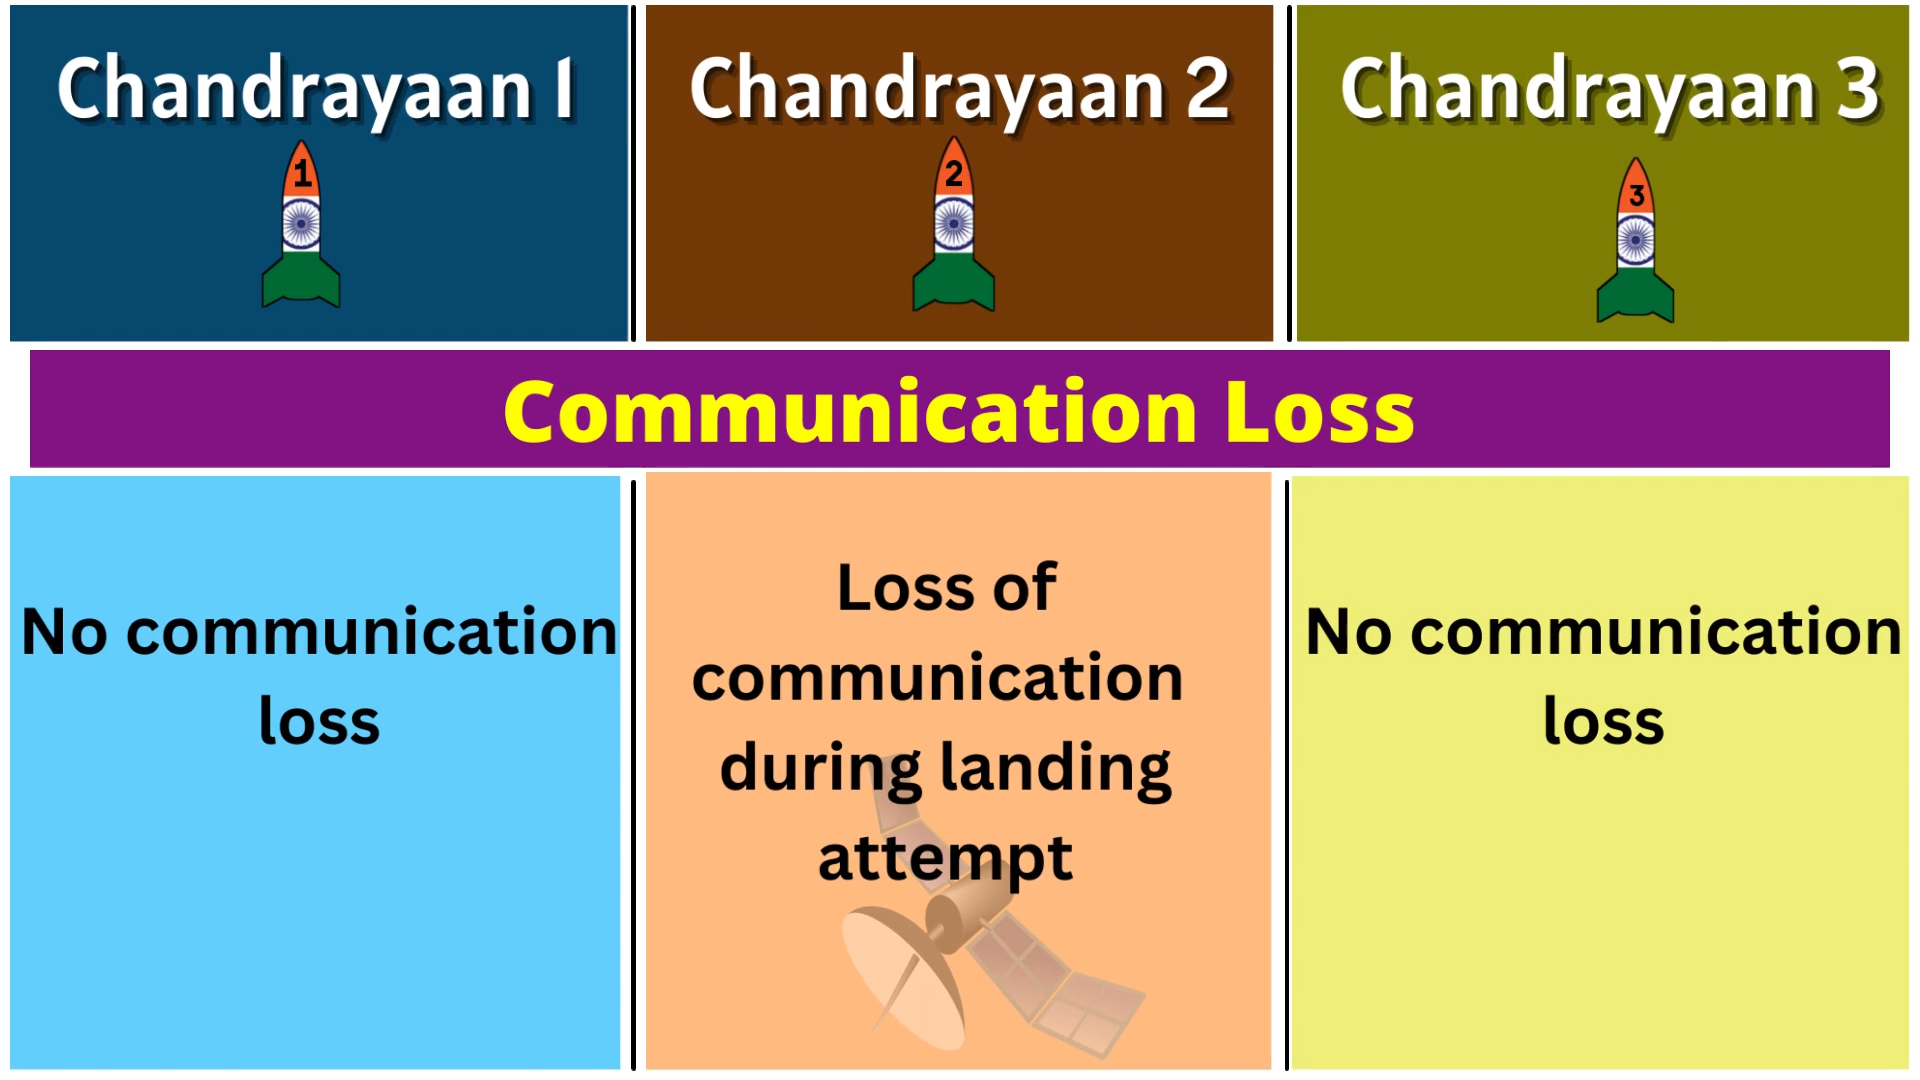 Chandrayaan 1
Chandrayaan 2
Chandrayaan 3
1
2
3
Communication Loss
No communication
loss
Loss of
communication
during landing
attempt
No communication
loss